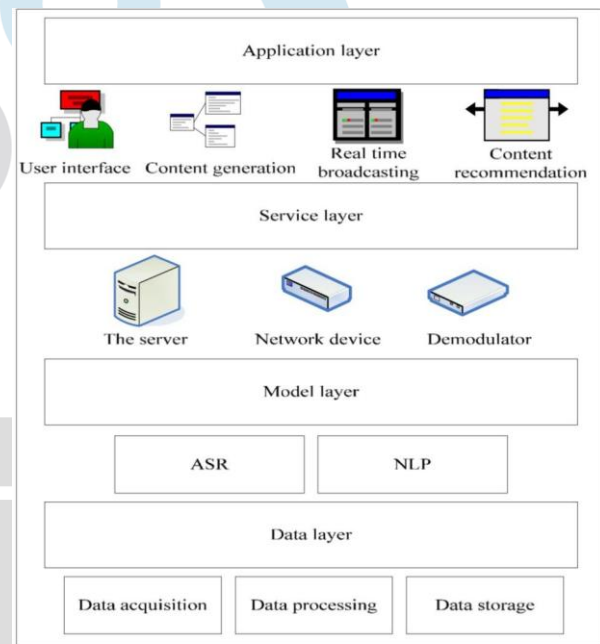 Application layer
User interface
Content generation
Real time
broadcasting
Content
recommendation
Service layer
The server
Network device
Demodulator
Model layer
ASR
NLP
Data layer
Data acquisition
Data processing
Data storage